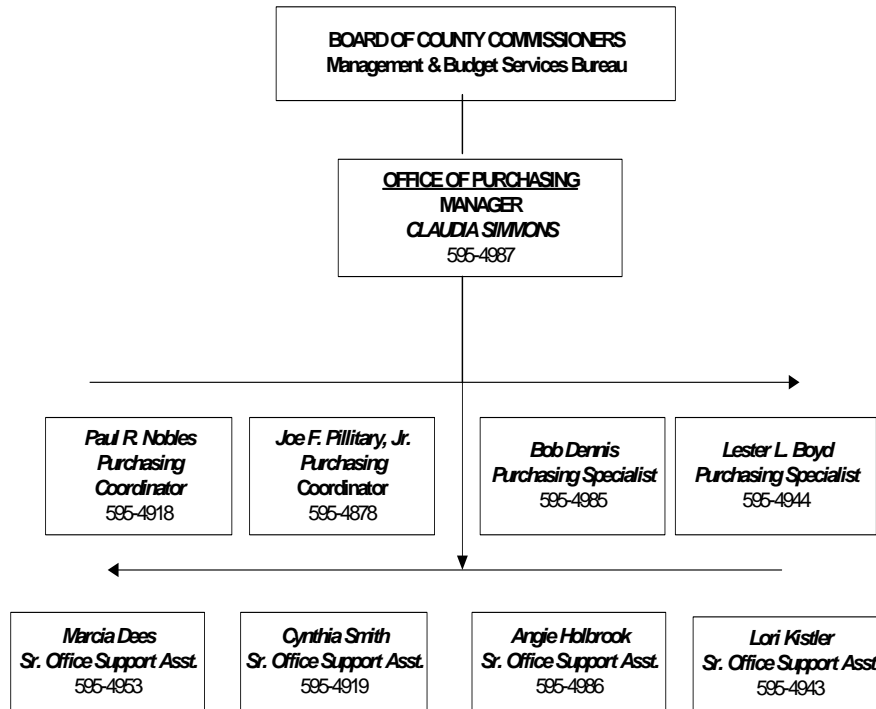 BOARD OF COUNTY COMMISSIONERS
Management & Budget Services Bureau
OFFICE OF PURCHASING
MANAGER
CLAUDIA SIMMONS
595-4987
Paul R. Nobles
Purchasing
Coordinator
595-4918
Joe F. Pillitary, Jr.
Purchasing
Coordinator
595-4878
Bob Dennis
Purchasing Specialist
595-4985
Lester L. Boyd
Purchasing Specialist
595-4944
Marcia Dees
Sr. Office Support Asst.
595-4953
Cynthia Smith
Sr. Office Support Asst.
595-4919
Angie Holbrook
Sr. Office Support Asst.
595-4986
Lori Kistler
Sr. Office Support Asst.
595-4943